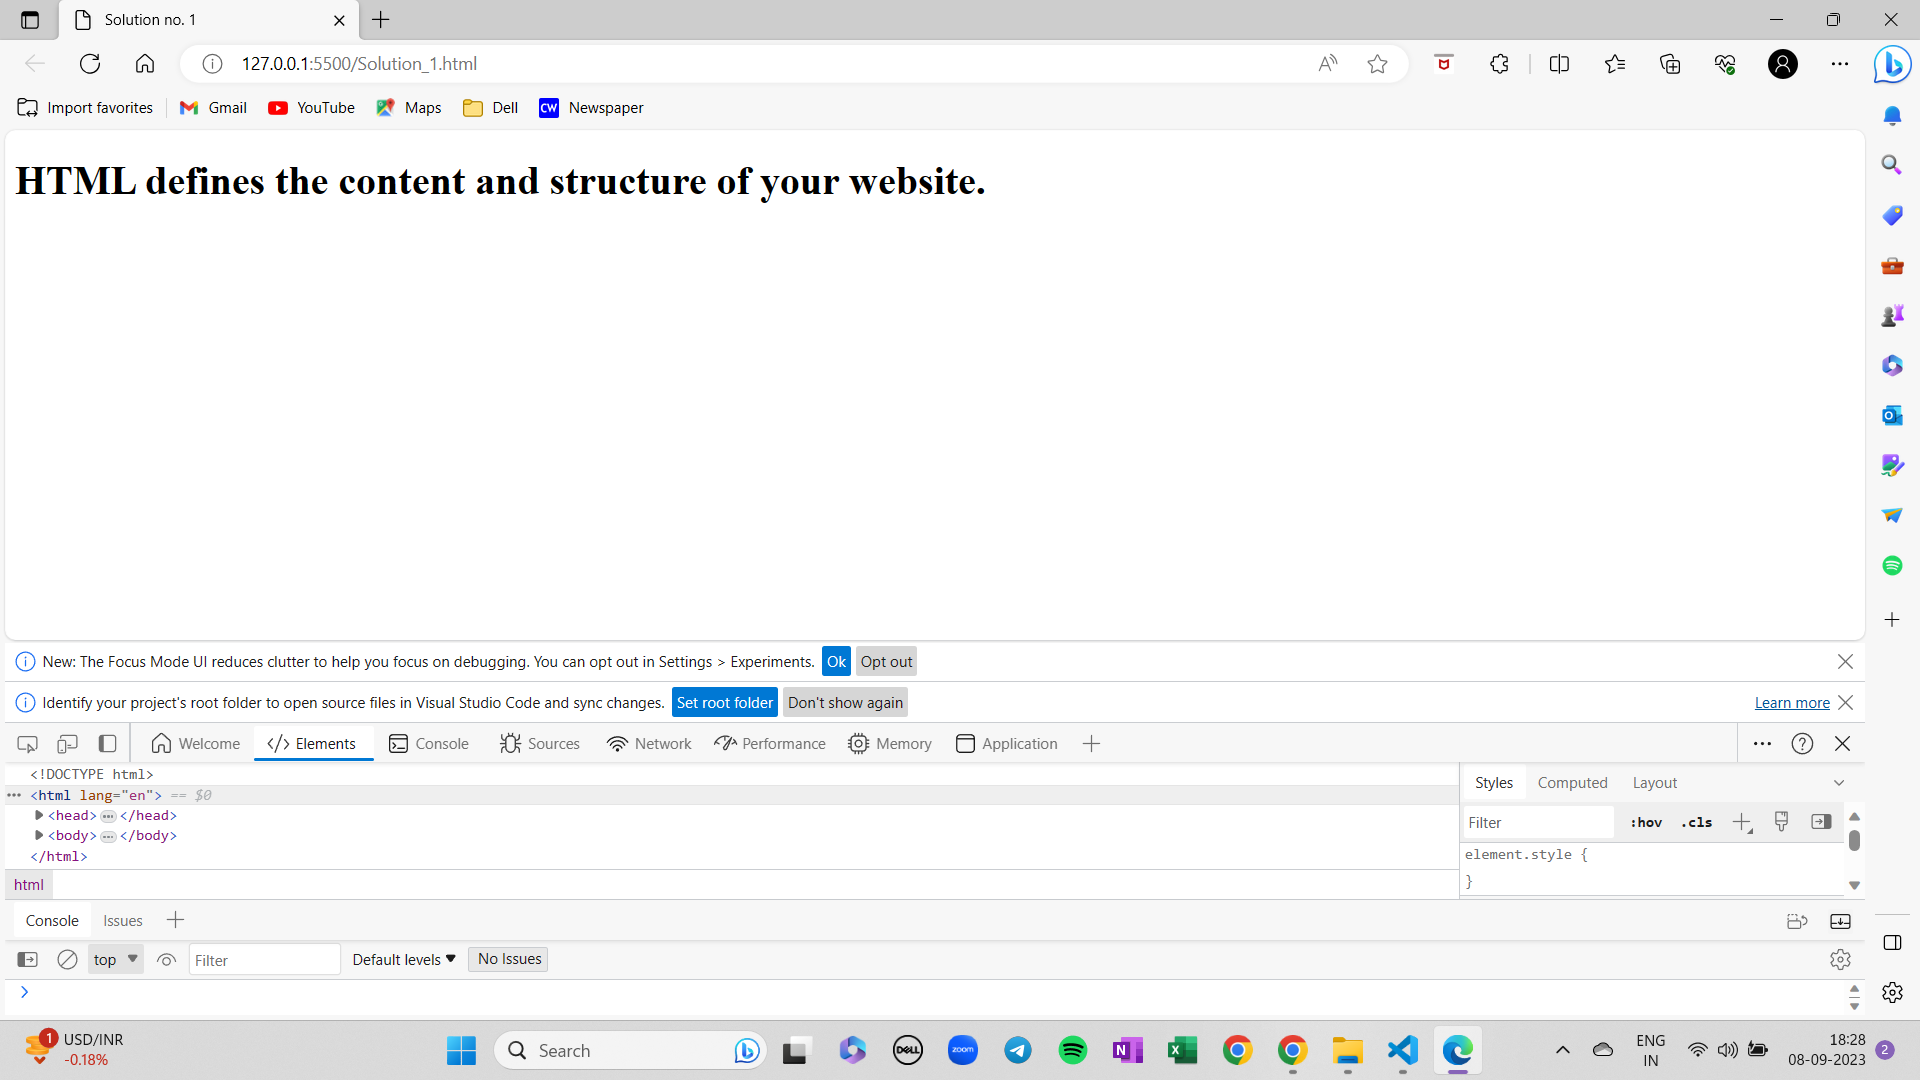 Solution no. 1
127.0.0.1:5500/Solution_1.html
Import favorites Gmail YouTube Maps Dell CW Newspaper
HTML defines the content and structure of your website.
New: The Focus Mode UI reduces clutter to help you focus on debugging. You can opt out in Settings > Experiments. Ok Opt out
Identify your project's root folder to open source files in Visual Studio Code and sync changes. Set root folder Don't show again Learn more
Welcome </> Elements Console Sources Network Performance Memory Application
<!DOCTYPE html>
<html lang="en"> == $0
<head>…</head>
<body>…</body>
</html>
html
Styles Computed Layout
Filter :hov .cls
element.style {
}
Console Issues
top Filter Default levels No Issues
>
1 USD/INR
-0.18%
Search
DELL
zoom
ENG
IN
18:28
08-09-2023
2